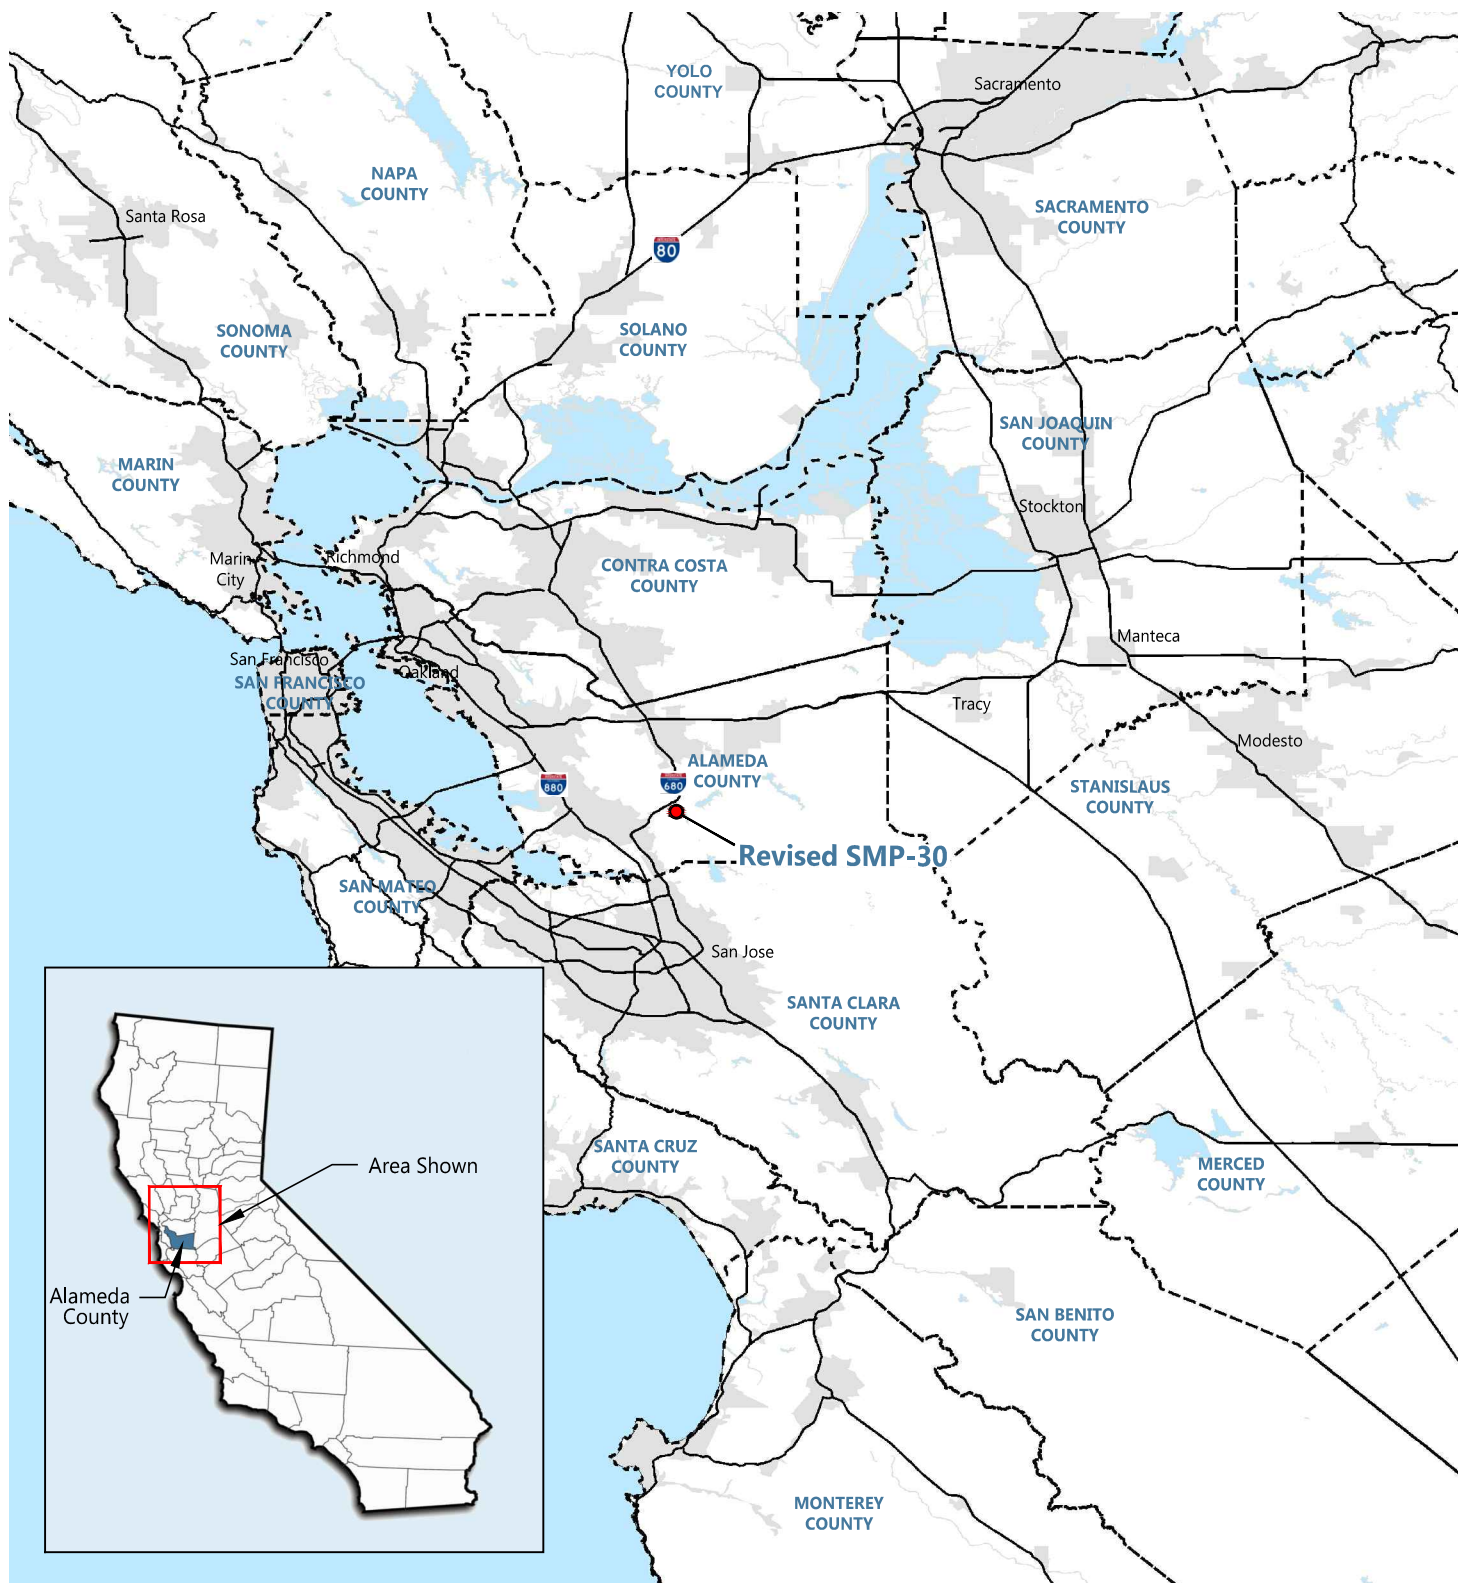 YOLO
COUNTY
Sacramento
NAPA
COUNTY
Santa Rosa
SACRAMENTO
COUNTY
80
SONOMA
COUNTY
SOLANO
COUNTY
SAN JOAQUIN
COUNTY
MARIN
COUNTY
Stockton
Marin
City
Richmond
CONTRA COSTA
COUNTY
Manteca
San Francisco
Oakland
SAN FRANCISCO
COUNTY
Tracy
Modesto
ALAMEDA
COUNTY
880
680
STANISLAUS
COUNTY
Revised SMP-30
SAN MATEO
COUNTY
San Jose
SANTA CLARA
COUNTY
SANTA CRUZ
COUNTY
MERCED
COUNTY
Area Shown
Alameda
County
SAN BENITO
COUNTY
MONTEREY
COUNTY